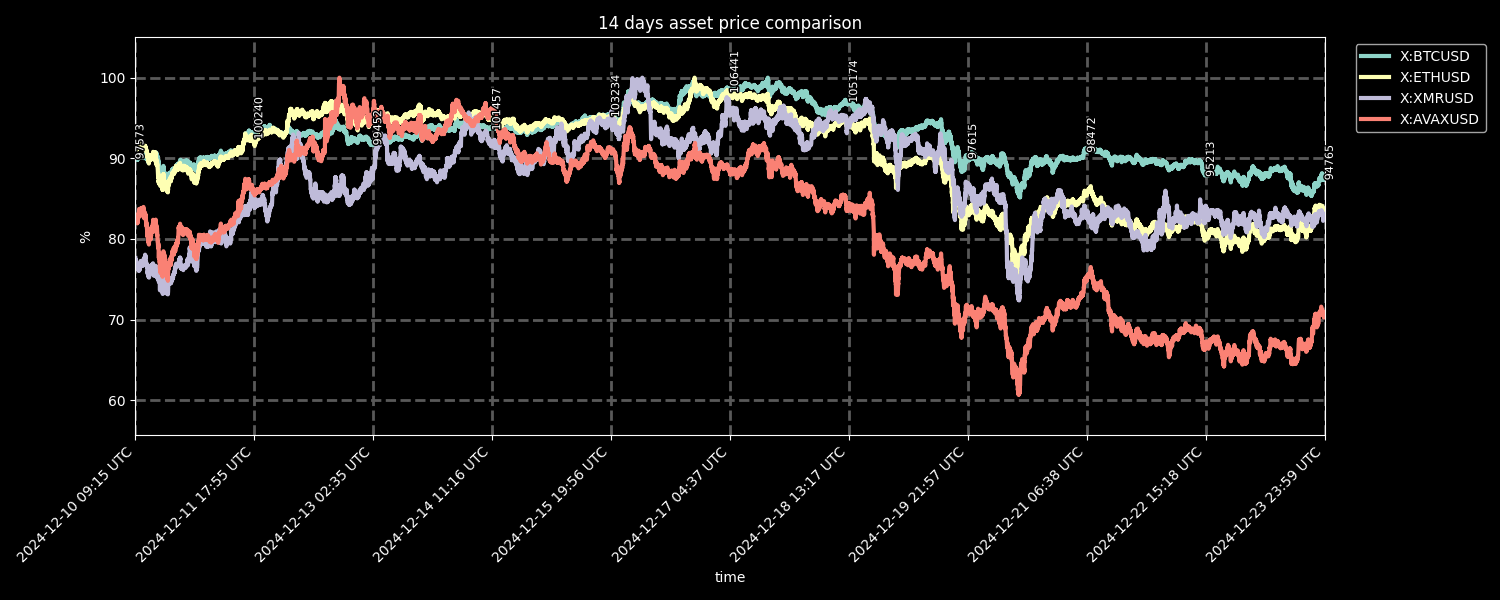 14 days asset price comparison
X:BTCUSD
X:ETHUSD
X:XMRUSD
X:AVAXUSD
100
90
80
70
60
%
97573
100240
99452
101457
103234
106441
105174
97615
98472
95213
94765
2024-12-10 09:15 UTC
2024-12-11 17:55 UTC
2024-12-13 02:35 UTC
2024-12-14 11:16 UTC
2024-12-15 19:56 UTC
2024-12-17 04:37 UTC
2024-12-18 13:17 UTC
2024-12-19 21:57 UTC
2024-12-21 06:38 UTC
2024-12-22 15:18 UTC
2024-12-23 23:59 UTC
time